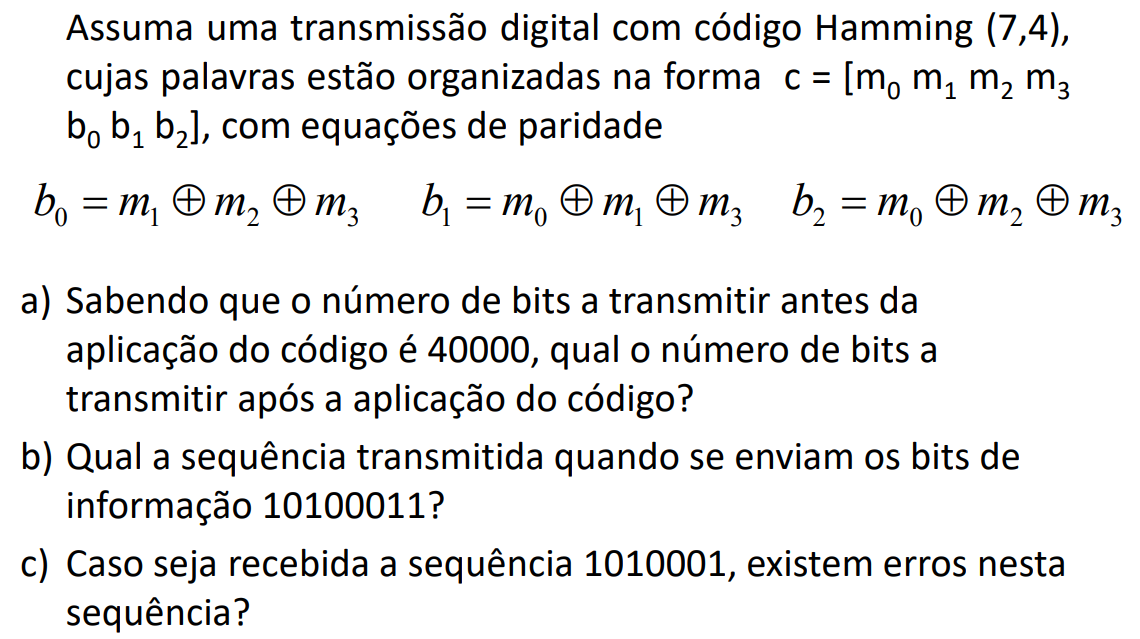 Assuma uma transmissão digital com código Hamming (7,4),
cujas palavras estão organizadas na forma c = [m₀ m₁ m₂ m₃
b₀ b₁ b₂], com equações de paridade
b₀ = m₁ ⊕ m₂ ⊕ m₃ b₁ = m₀ ⊕ m₁ ⊕ m₃ b₂ = m₀ ⊕ m₂ ⊕ m₃
a) Sabendo que o número de bits a transmitir antes da
aplicação do código é 40000, qual o número de bits a
transmitir após a aplicação do código?
b) Qual a sequência transmitida quando se enviam os bits de
informação 10100011?
c) Caso seja recebida a sequência 1010001, existem erros nesta
sequência?